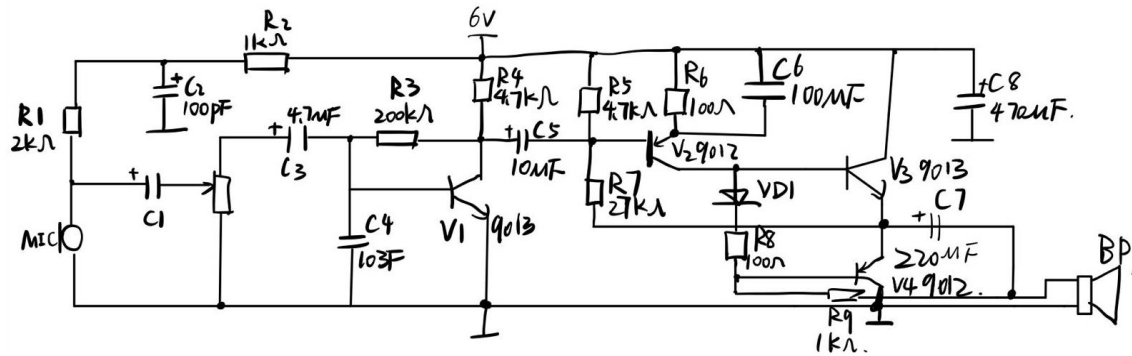 6V
R2
1kΩ
C2
100pF
R1
2kΩ
4.7μF
C3
R3
200kΩ
R4
4.7kΩ
C5
10μF
R5
4.7kΩ
R6
100Ω
C6
100μF
C8
470μF.
V2 9012
V3 9013
VD1
R7
27kΩ
C1
MIC
C4
103F
V1
9013
R8
100Ω
C7
220μF
V4 9012.
BP
R9
1kΩ.